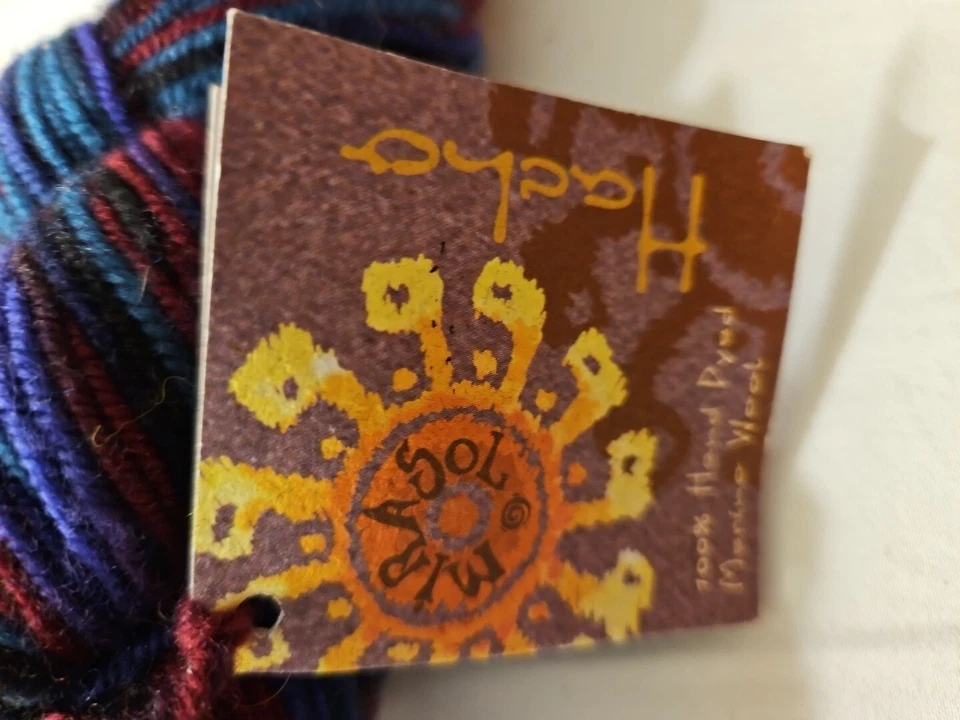 Hacho
MIRASOL
100% Hand Dyed
Merino Wool